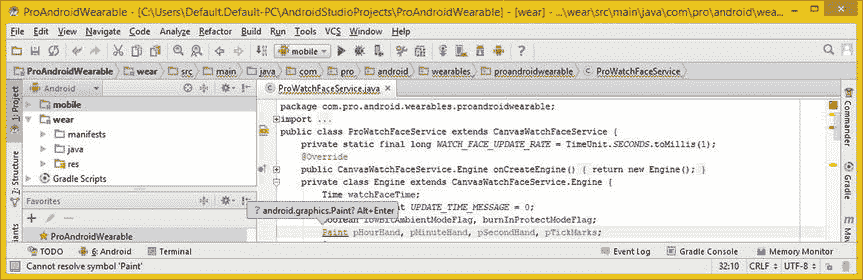 ProAndroidWearable - [C:\Users\Default.Default-PC\AndroidStudioProjects\ProAndroidWearable] - [wear] - ...\wear\src\main\java\com\pro\android\wea...
File Edit View Navigate Code Analyze Refactor Build Run Tools VCS Window Help
mobile
ProAndroidWearable wear src main java com pro android wearables proandroidwearable ProWatchFaceService
1: Project
Android
mobile
wear
manifests
java
res
Gradle Scripts
7: Structure
Favorites
ProAndroidWearable
ProWatchFaceService.java
package com.pro.android.wearables.proandroidwearable;
import ...
public class ProWatchFaceService extends CanvasWatchFaceService {
private static final long WATCH_FACE_UPDATE_RATE = TimeUnit.SECONDS.toMillis(1);
@Override
public CanvasWatchFaceService.Engine onCreateEngine() { return new Engine(); }
private class Engine extends CanvasWatchFaceService.Engine {
Time watchFaceTime;
UPDATE_TIME_MESSAGE = 0;
? android.graphics.Paint? Alt+Enter
boolean lowBitAmbientModeFlag, burnInProtectModeFlag;
Paint pHourHand, pMinuteHand, pSecondHand, pTickMarks;
Commander
Maven Projects
TODO 6: Android Terminal Event Log Gradle Console Memory Monitor
Cannot resolve symbol 'Paint' 32:10 CRLF UTF-8